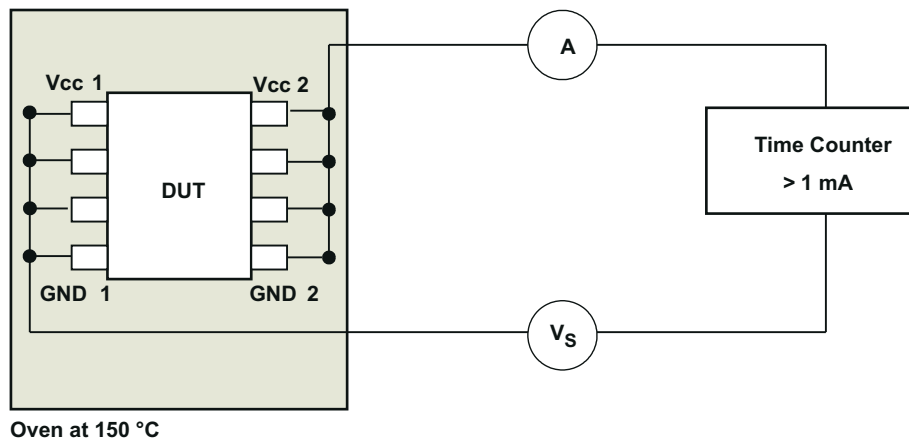 A
Vcc 1
Vcc 2
Time Counter
> 1 mA
DUT
GND 1
GND 2
VS
Oven at 150 °C